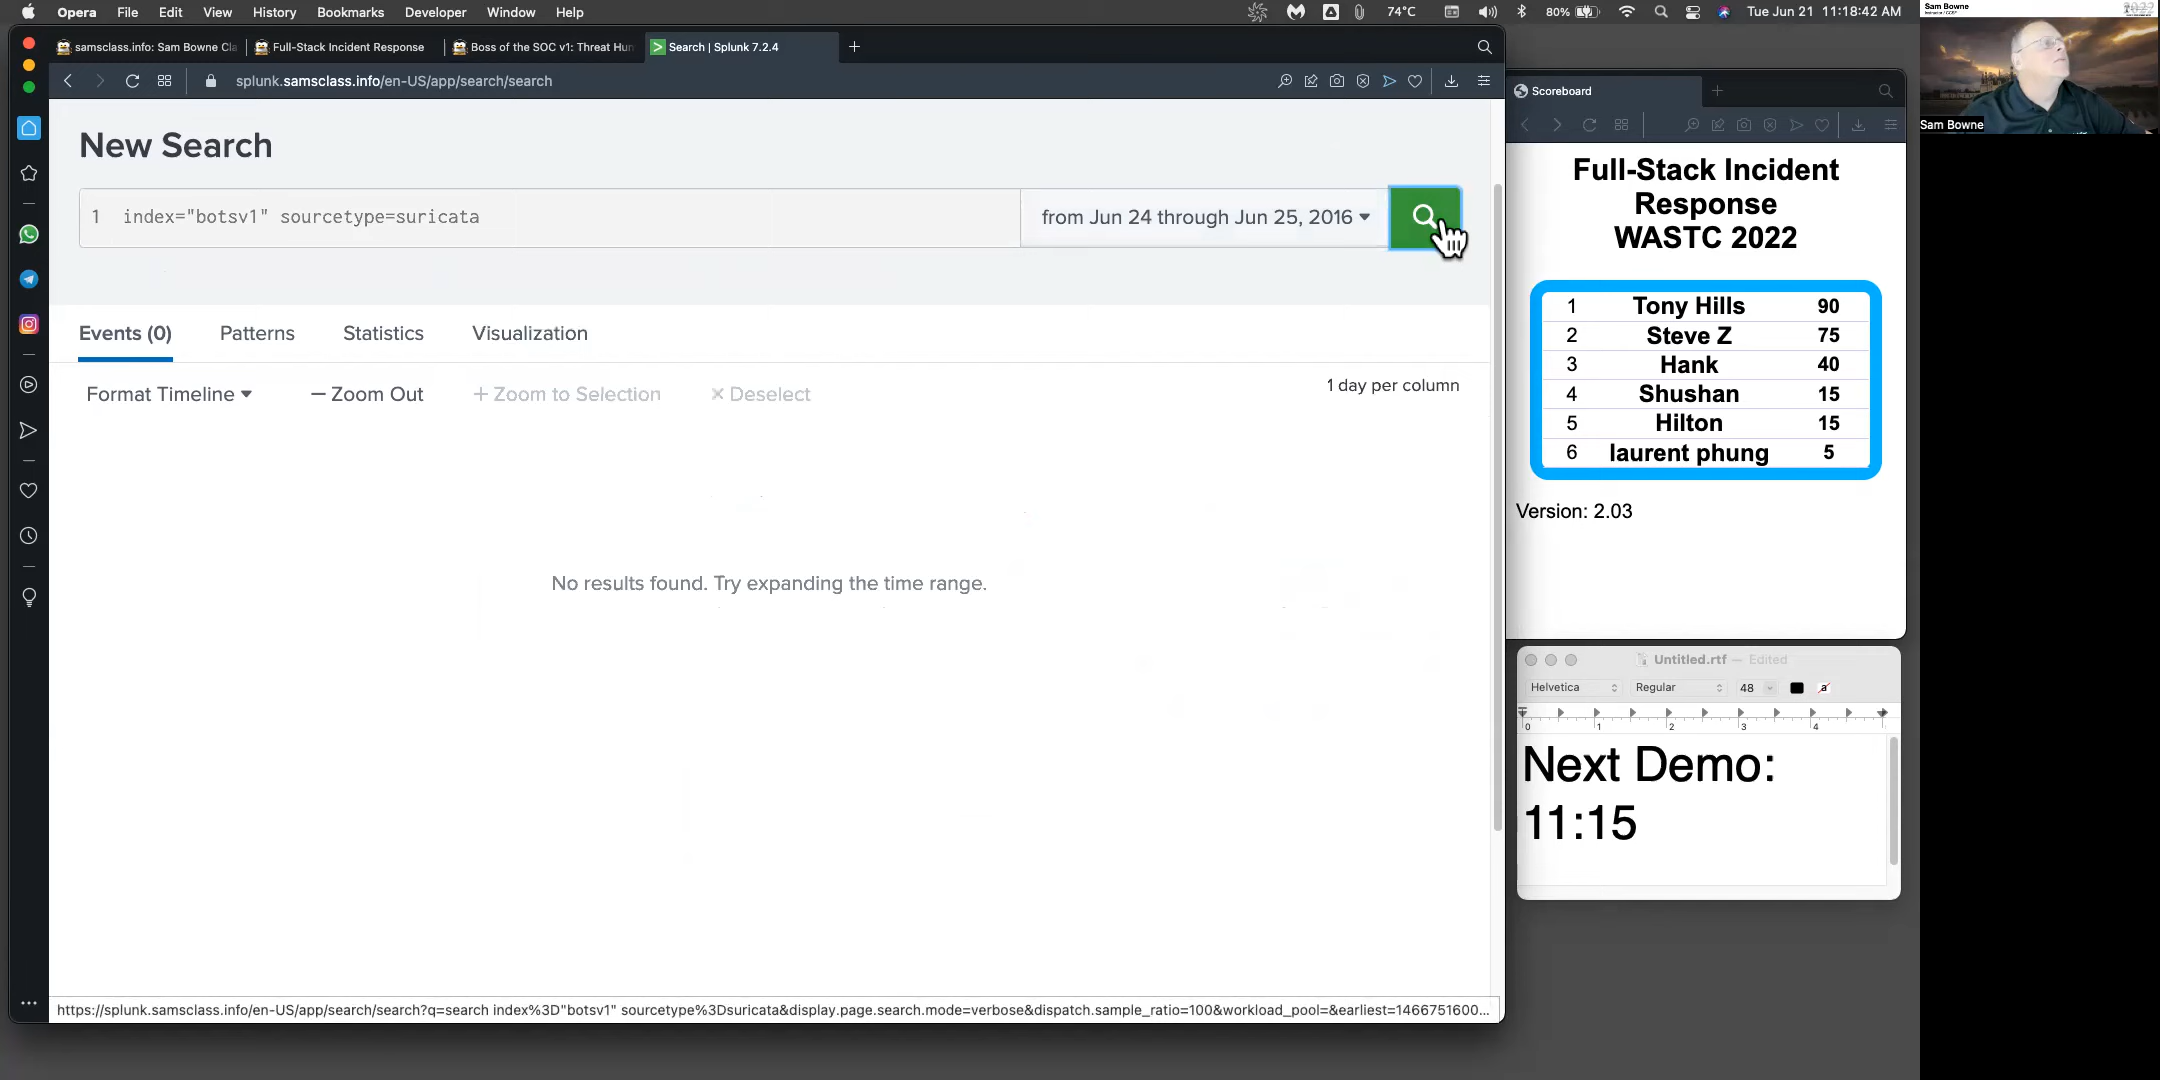 Opera File Edit View History Bookmarks Developer Window Help 74°C 80% Tue Jun 21 11:18:42 AM
Sam Bowne
samsclass.info: Sam Bowne Cla Full-Stack Incident Response Boss of the SOC v1: Threat Hun Search | Splunk 7.2.4
splunk.samsclass.info/en-US/app/search/search
New Search
1 index="botsv1" sourcetype=suricata
from Jun 24 through Jun 25, 2016
Events (0) Patterns Statistics Visualization
Format Timeline — Zoom Out + Zoom to Selection × Deselect
1 day per column
No results found. Try expanding the time range.
https://splunk.samsclass.info/en-US/app/search/search?q=search index%3D"botsv1" sourcetype%3Dsuricata&display.page.search.mode=verbose&dispatch.sample_ratio=100&workload_pool=&earliest=1466751600...
Scoreboard
Full-Stack Incident
Response
WASTC 2022
1 Tony Hills 90
2 Steve Z 75
3 Hank 40
4 Shushan 15
5 Hilton 15
6 laurent phung 5
Version: 2.03
Untitled.rtf — Edited
Helvetica Regular 48 a
0 1 2 3 4
Next Demo:
11:15
Sam Bowne